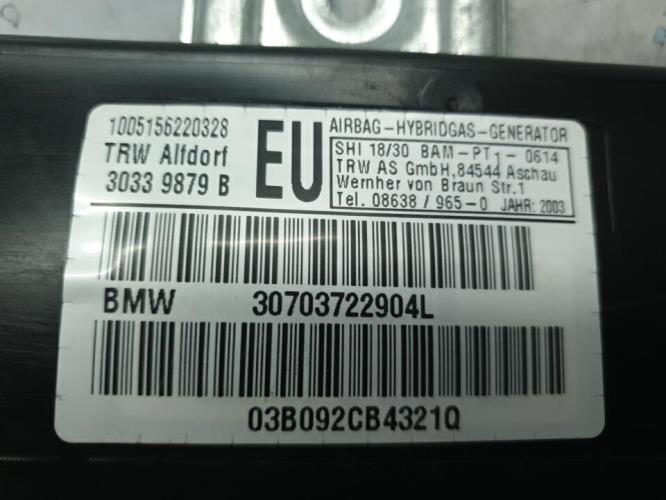 1005156220328
TRW Alfdorf
3033 9879 B
EU
AIRBAG-HYBRIDGAS-GENERATOR
SHI 18/30 BAM-PT1-0614
TRW AS GmbH,84544 Aschau
Wernher von Braun Str.1
Tel. 08638 / 965-0 JAHR: 2003
BMW 30703722904L
03B092CB4321Q